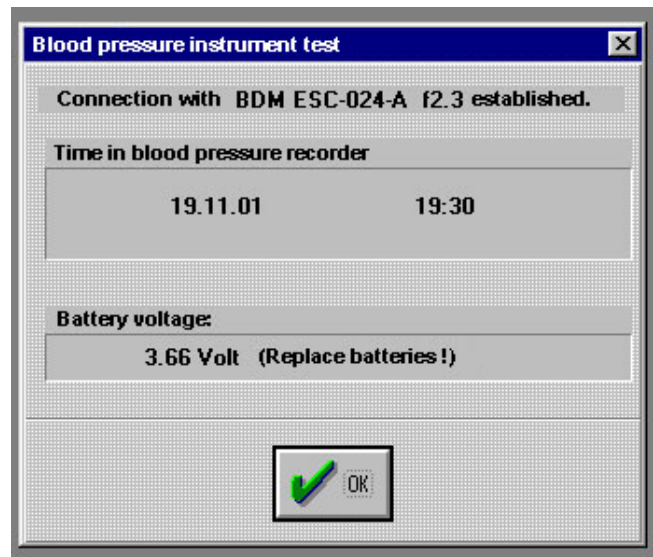 Blood pressure instrument test
Connection with BDM ESC-024-A f2.3 established.
Time in blood pressure recorder
19.11.01 19:30
Battery voltage:
3.66 Volt (Replace batteries!)
OK